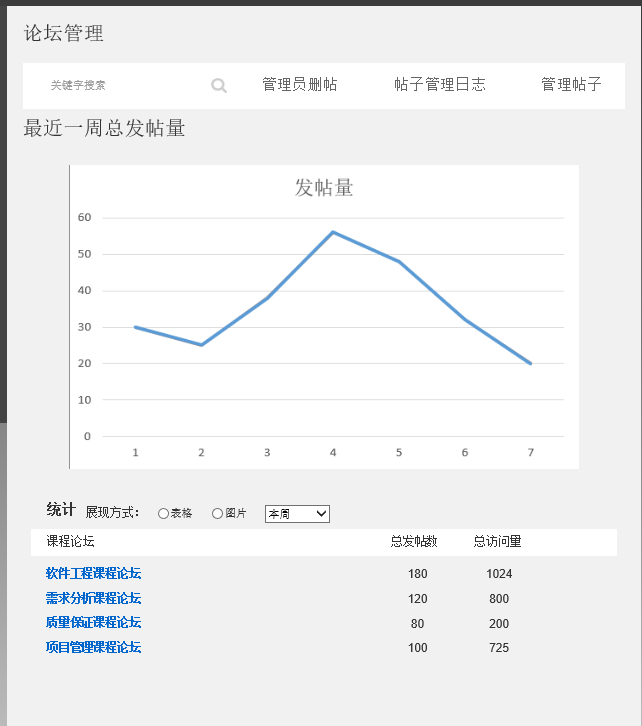 论坛管理
关键字搜索 管理员删帖 帖子管理日志 管理帖子
最近一周总发帖量
发帖量
60
50
40
30
20
10
0
1 2 3 4 5 6 7
统计 展现方式： 表格 图片 本周
课程论坛 总发帖数 总访问量
软件工程课程论坛 180 1024
需求分析课程论坛 120 800
质量保证课程论坛 80 200
项目管理课程论坛 100 725